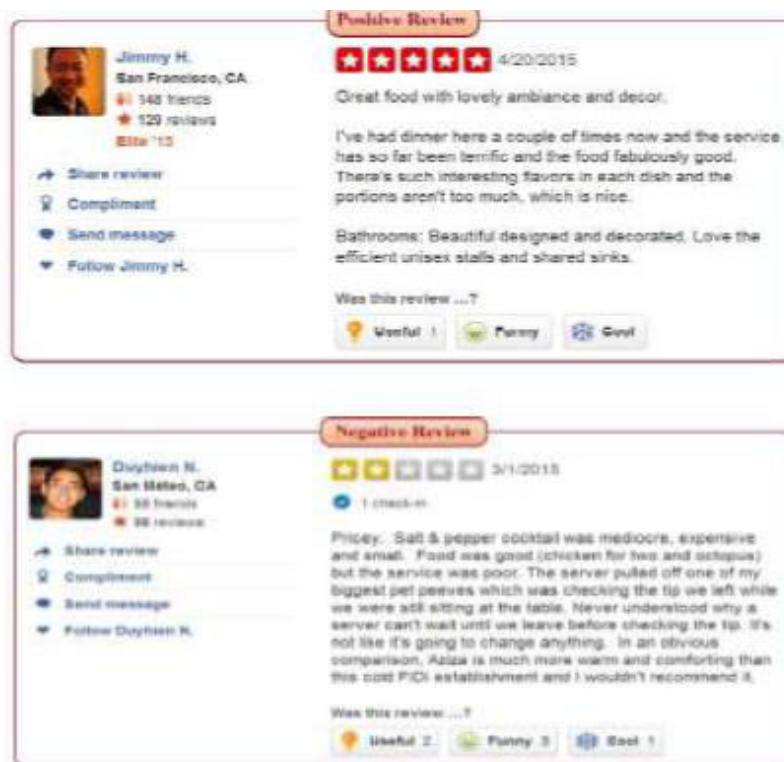 Positive Review
Jimmy H.
San Francisco, CA
148 friends
129 reviews
Elite '15
Share review
Compliment
Send message
Follow Jimmy H.
4/20/2015
Great food with lovely ambiance and decor.
I've had dinner here a couple of times now and the service
has so far been terrific and the food fabulously good.
There's such interesting flavors in each dish and the
portions aren't too much, which is nice.
Bathrooms: Beautiful designed and decorated. Love the
efficient unisex stalls and shared sinks.
Was this review ...?
Useful 1 Funny Cool
Negative Review
Duyhien N.
San Mateo, CA
friends
reviews
Share review
Compliment
Send message
Follow Duyhien N.
3/1/2015
1 check-in
Pricey. Salt & pepper cocktail was mediocre, expensive
and small. Food was good (chicken for two and octopus)
but the service was poor. The server pulled off one of my
biggest pet peeves which was checking the tip we left while
we were still sitting at the table. Never understood why a
server can't wait until we leave before checking the tip. It's
not like it's going to change anything. In an obvious
comparison, Aziza is much more warm and comforting than
this cold FiDi establishment and I wouldn't recommend it.
Was this review ...?
Useful 2 Funny 3 Cool 1